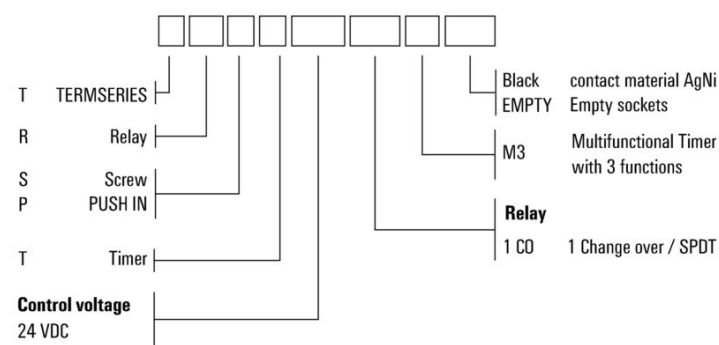 T TERMSERIES
R Relay
S Screw
P PUSH IN
T Timer
Control voltage
24 VDC
Black contact material AgNi
EMPTY Empty sockets
M3 Multifunctional Timer
with 3 functions
Relay
1 CO 1 Change over / SPDT